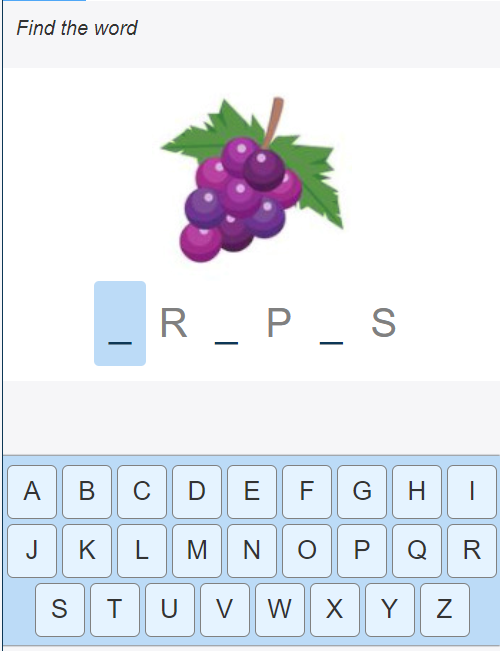 Find the word
_ R _ P _ S
A B C D E F G H I
J K L M N O P Q R
S T U V W X Y Z